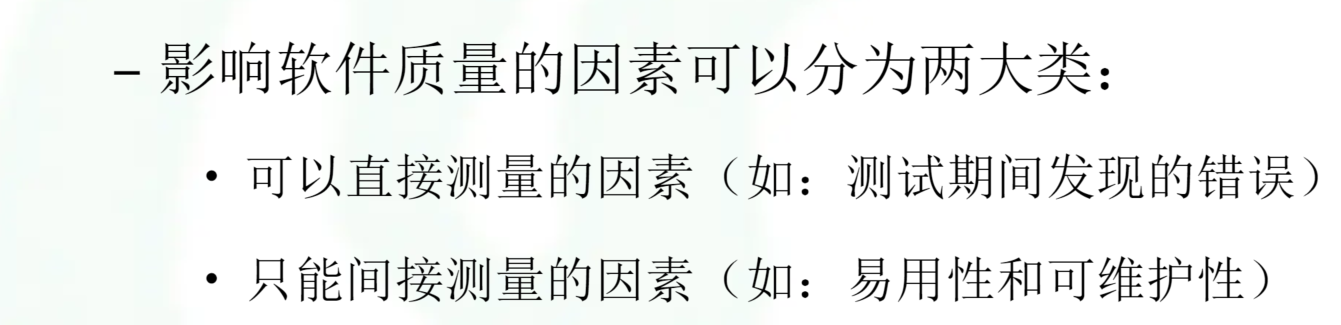 – 影响软件质量的因素可以分为两大类：
• 可以直接测量的因素（如：测试期间发现的错误）
• 只能间接测量的因素（如：易用性和可维护性）